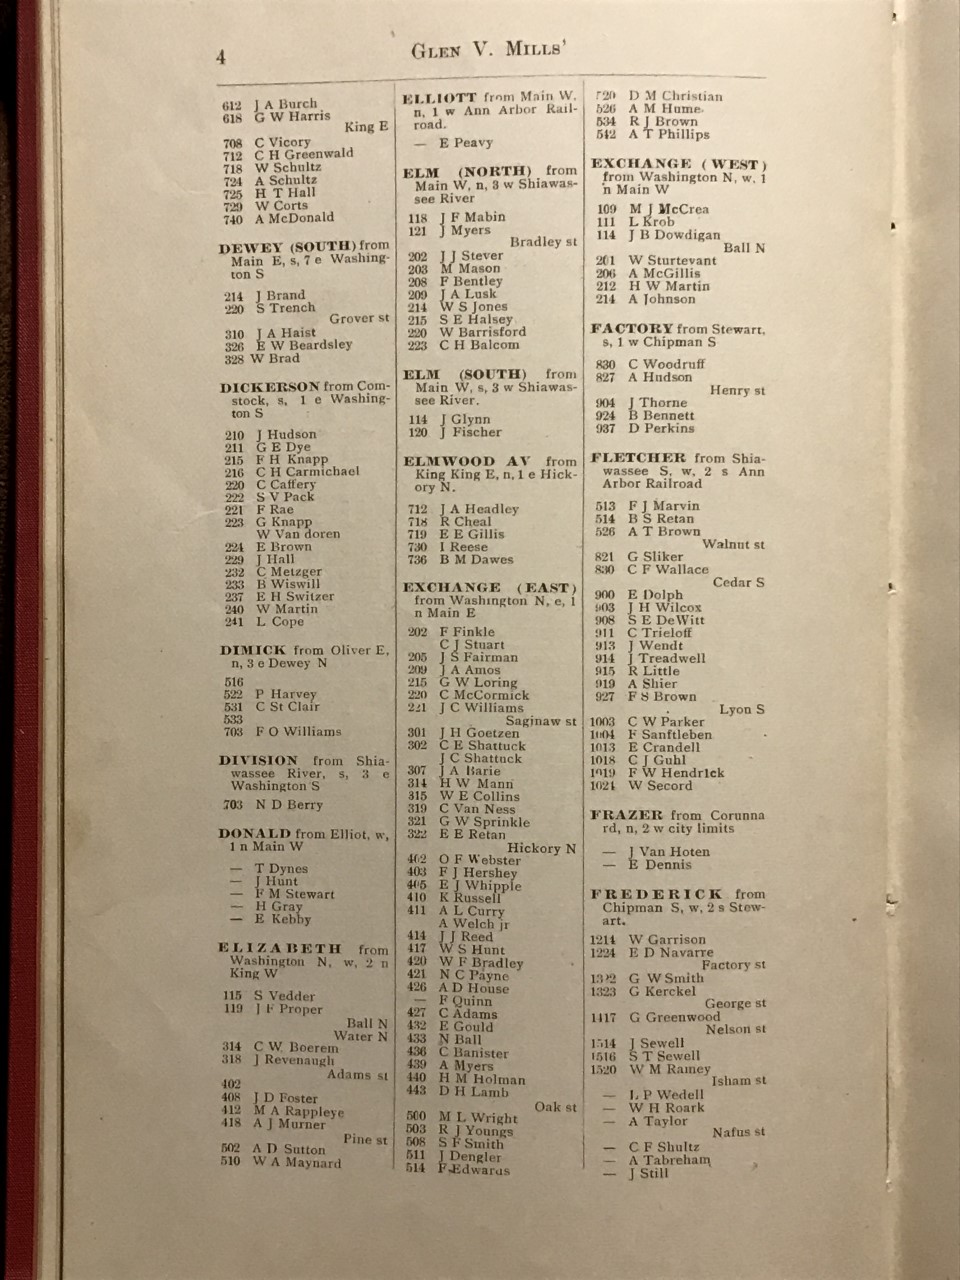 4
GLEN V. MILLS'
612 J A Burch
618 G W Harris
King E
708 C Vicory
712 C H Greenwald
718 W Schultz
724 A Schultz
725 H T Hall
729 W Corts
740 A McDonald
DEWEY (SOUTH) from
Main E, s, 7 e Washing-
ton S
214 J Brand
220 S Trench
Grover st
310 J A Haist
326 E W Beardsley
328 W Brad
DICKERSON from Com-
stock, s, 1 e Washing-
ton S
210 J Hudson
211 G E Dye
215 F H Knapp
216 C H Carmichael
220 C Caffery
222 S V Pack
221 F Rae
223 G Knapp
W Van doren
224 E Brown
229 J Hall
232 C Metzger
233 B Wiswill
237 E H Switzer
240 W Martin
241 L Cope
DIMICK from Oliver E,
n, 3 e Dewey N
516
522 P Harvey
531 C St Clair
533
703 F O Williams
DIVISION from Shia-
wassee River, s, 3 e
Washington S
703 N D Berry
DONALD from Elliot, w,
1 n Main W
— T Dynes
— J Hunt
— F M Stewart
— H Gray
— E Kebby
ELIZABETH from
Washington N, w, 2 n
King W
115 S Vedder
119 J F Proper
Ball N
Water N
314 C W. Boerem
318 J Revenaugh
Adams st
402
408 J D Foster
412 M A Rappleye
418 A J Murner
Pine st
502 A D Sutton
510 W A Maynard
ELLIOTT from Main W.
n, 1 w Ann Arbor Rail-
road.
— E Peavy
ELM (NORTH) from
Main W, n, 3 w Shiawas-
see River
118 J F Mabin
121 J Myers
Bradley st
202 J J Stever
203 M Mason
208 F Bentley
209 J A Lusk
214 W S Jones
215 S E Halsey
220 W Barrisford
223 C H Balcom
ELM (SOUTH) from
Main W, s, 3 w Shiawas-
see River.
114 J Glynn
120 J Fischer
ELMWOOD AV from
King King E, n, 1 e Hick-
ory N.
712 J A Headley
718 R Cheal
719 E E Gillis
730 I Reese
736 B M Dawes
EXCHANGE (EAST)
from Washington N, e, 1
n Main E
202 F Finkle
C J Stuart
205 J S Fairman
209 J A Amos
215 G W Loring
220 C McCormick
221 J C Williams
Saginaw st
301 J H Goetzen
302 C E Shattuck
J C Shattuck
307 J A Barie
314 H W Mann
315 W E Collins
319 C Van Ness
321 G W Sprinkle
322 E E Retan
Hickory N
402 O F Webster
403 F J Hershey
405 E J Whipple
410 K Russell
411 A L Curry
A Welch jr
414 J J Reed
417 W S Hunt
420 W F Bradley
421 N C Payne
426 A D House
— F Quinn
427 C Adams
432 E Gould
433 N Ball
436 C Banister
439 A Myers
440 H M Holman
443 D H Lamb
Oak st
500 M L Wright
503 R J Youngs
508 S F Smith
511 J Dengler
514 F Edwards
520 D M Christian
526 A M Hume
534 R J Brown
542 A T Phillips
EXCHANGE (WEST)
from Washington N, w, 1
n Main W
109 M J McCrea
111 L Krob
114 J B Dowdigan
Ball N
201 W Sturtevant
206 A McGillis
212 H W Martin
214 A Johnson
FACTORY from Stewart,
s, 1 w Chipman S
830 C Woodruff
827 A Hudson
Henry st
904 J Thorne
924 B Bennett
937 D Perkins
FLETCHER from Shia-
wassee S, w, 2 s Ann
Arbor Railroad
513 F J Marvin
514 B S Retan
526 A T Brown
Walnut st
821 G Sliker
830 C F Wallace
Cedar S
900 E Dolph
903 J H Wilcox
908 S E DeWitt
911 C Trieloff
913 J Wendt
914 J Treadwell
915 R Little
919 A Shier
927 F S Brown
Lyon S
1003 C W Parker
1004 F Sanftleben
1013 E Crandell
1018 C J Guhl
1019 F W Hendrick
1021 W Secord
FRAZER from Corunna
rd, n, 2 w city limits
— J Van Hoten
— E Dennis
FREDERICK from
Chipman S, w, 2 s Stew-
art.
1214 W Garrison
1224 E D Navarre
Factory st
1322 G W Smith
1323 G Kerckel
George st
1417 G Greenwood
Nelson st
1514 J Sewell
1516 S T Sewell
1520 W M Ramey
Isham st
— L P Wedell
— W H Roark
— A Taylor
Nafus st
— C F Shultz
— A Tabreham
— J Still